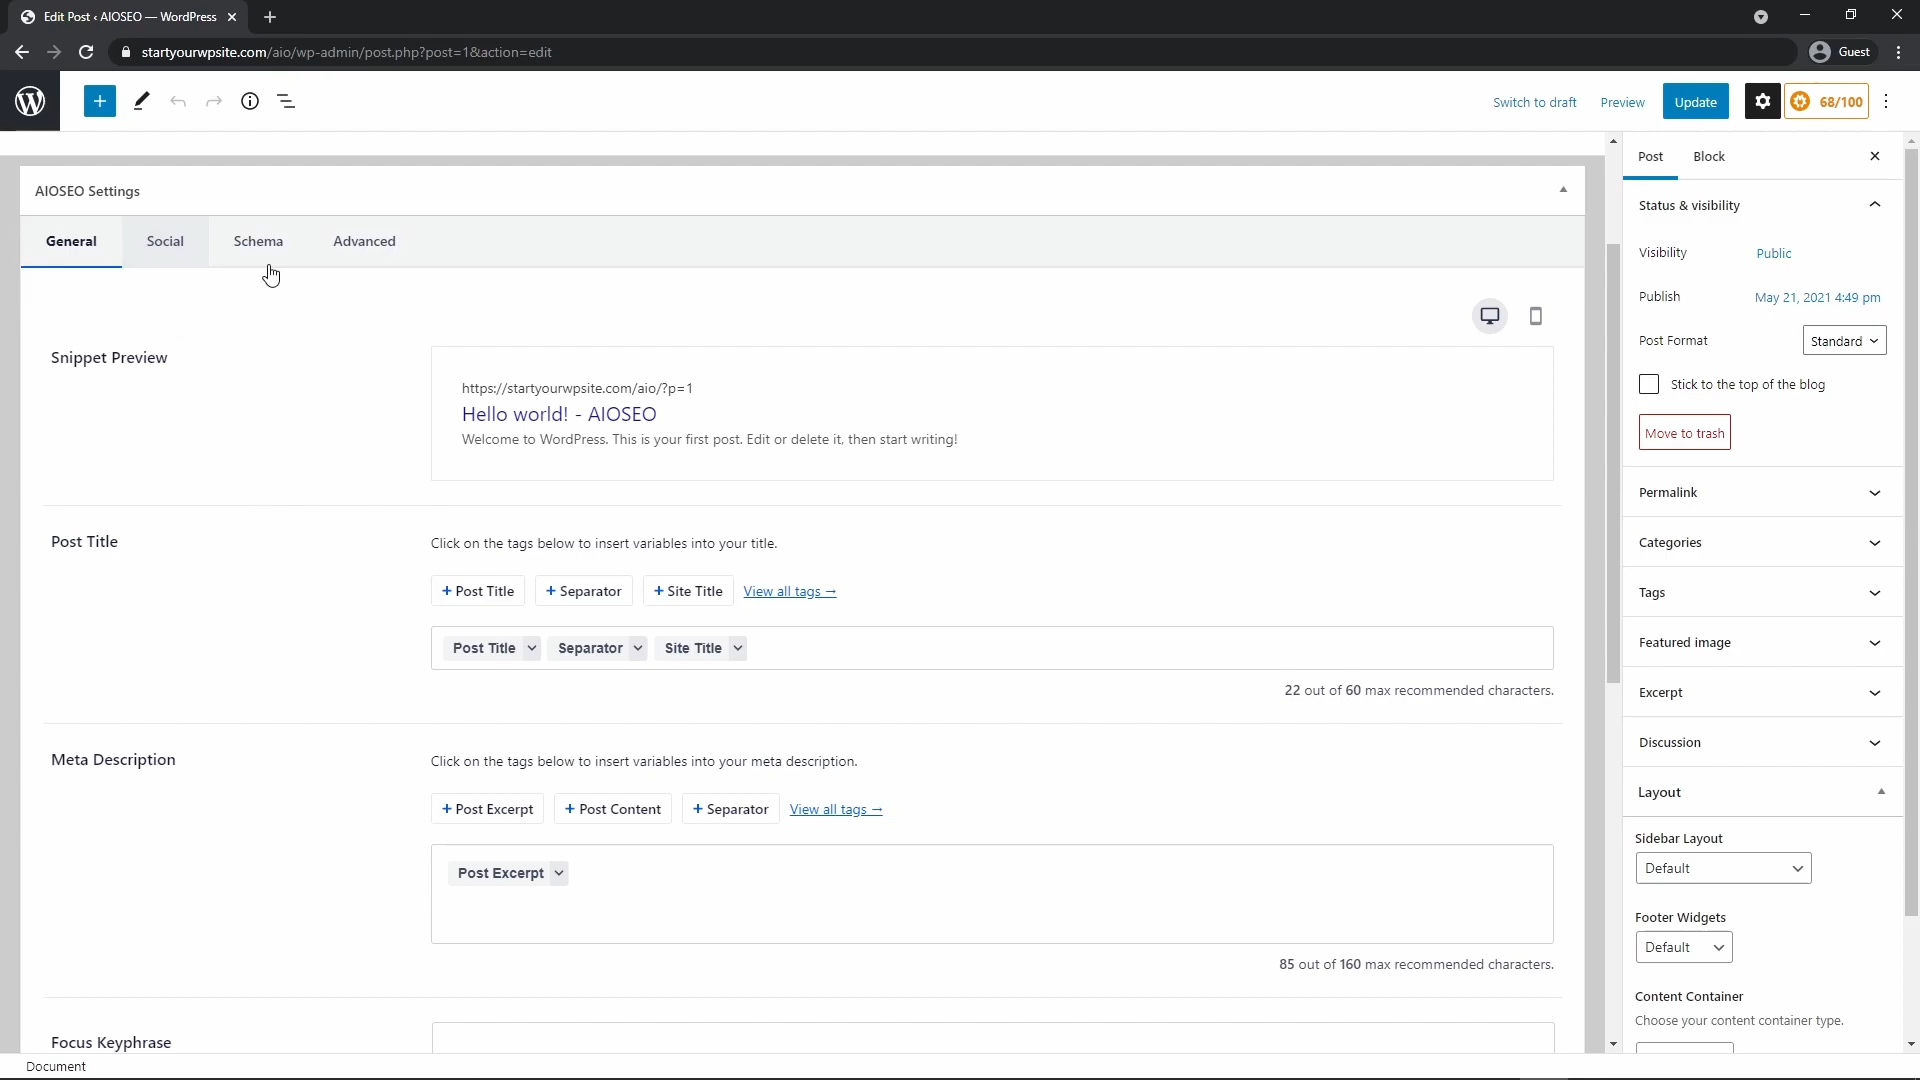 Edit Post ‹ AIOSEO — WordPress
startyourwpsite.com/aio/wp-admin/post.php?post=1&action=edit
Guest
Switch to draft
Preview
Update
68/100
AIOSEO Settings
General
Social
Schema
Advanced
Snippet Preview
https://startyourwpsite.com/aio/?p=1
Hello world! - AIOSEO
Welcome to WordPress. This is your first post. Edit or delete it, then start writing!
Post Title
Click on the tags below to insert variables into your title.
+ Post Title
+ Separator
+ Site Title
View all tags →
Post Title
Separator
Site Title
22 out of 60 max recommended characters.
Meta Description
Click on the tags below to insert variables into your meta description.
+ Post Excerpt
+ Post Content
+ Separator
View all tags →
Post Excerpt
85 out of 160 max recommended characters.
Focus Keyphrase
Document
Post
Block
Status & visibility
Visibility
Public
Publish
May 21, 2021 4:49 pm
Post Format
Standard
Stick to the top of the blog
Move to trash
Permalink
Categories
Tags
Featured image
Excerpt
Discussion
Layout
Sidebar Layout
Default
Footer Widgets
Default
Content Container
Choose your content container type.